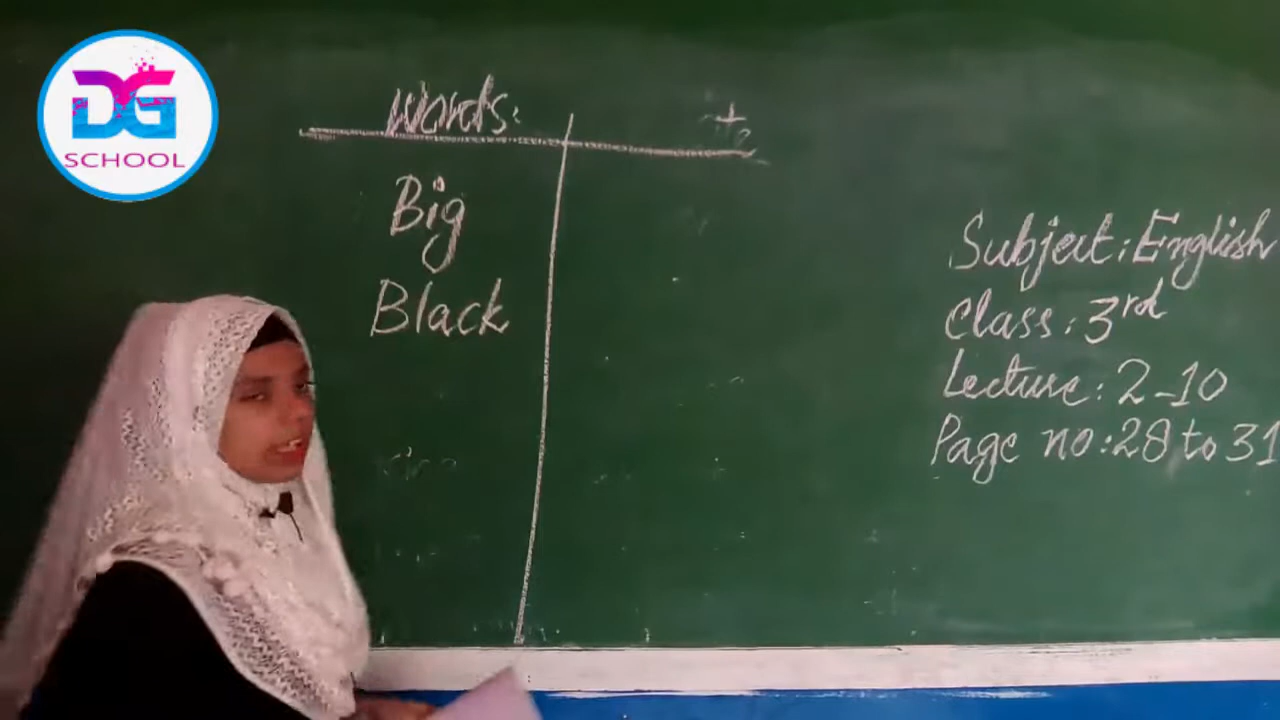 DG
SCHOOL
Words:
Big
Black
Subject: English
Class: 3rd
Lecture: 2-10
Page no: 28 to 31